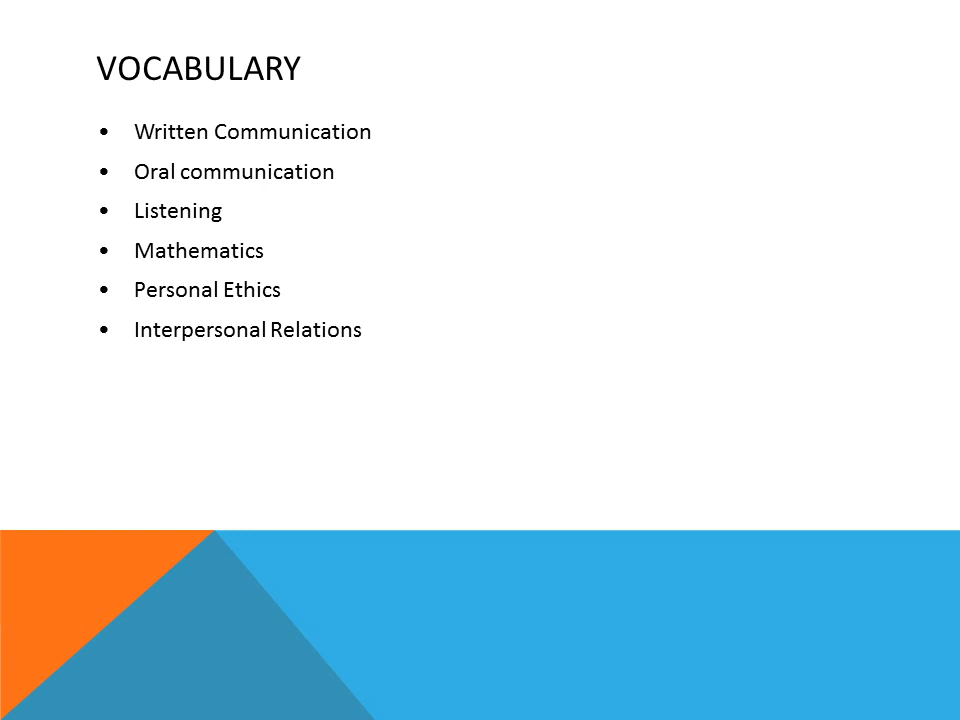 VOCABULARY
• Written Communication
• Oral communication
• Listening
• Mathematics
• Personal Ethics
• Interpersonal Relations